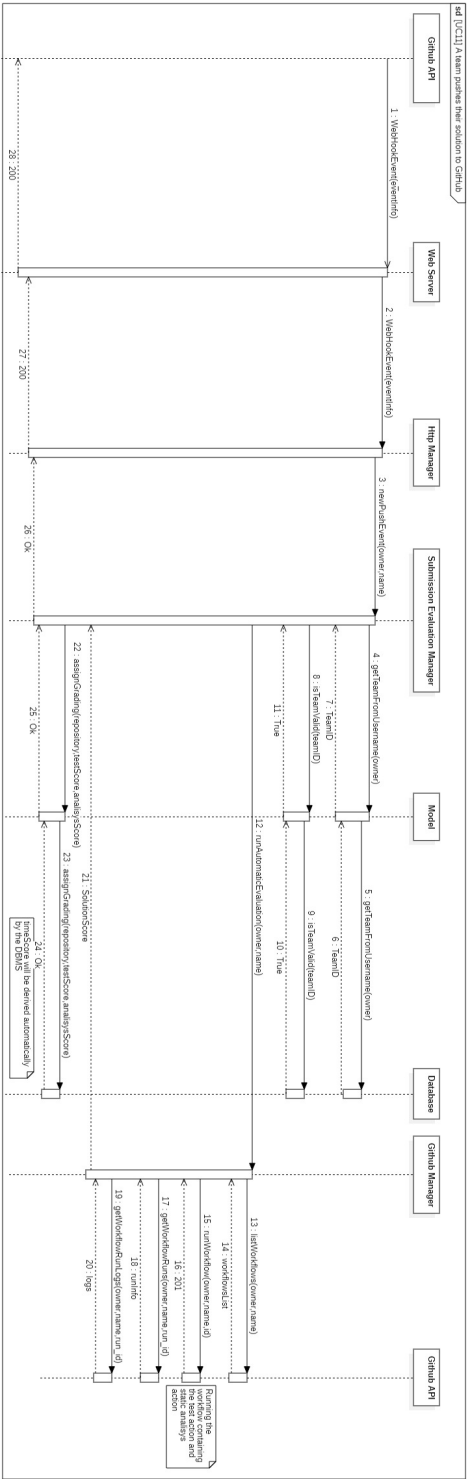 sd [UC11] A team pushes their solution to GitHub
Github API
Web Server
Http Manager
Submission Evaluation Manager
Model
Database
Github Manager
Github API
1 : WebHookEvent(eventInfo)
2 : WebHookEvent(eventInfo)
3 : newPushEvent(owner,name)
4 : getTeamFromUsername(owner)
5 : getTeamFromUsername(owner)
6 : TeamID
7 : TeamID
8 : isTeamValid(teamID)
9 : isTeamValid(teamID)
10 : True
11 : True
12 : runAutomaticEvaluation(owner,name)
13 : listWorkflows(owner,name)
14 : workflowsList
15 : runWorkflow(owner,name,id)
16 : 201
Running the
workflow containing
the test action and
static analisys
action
17 : getWorkflowRuns(owner,name,run_id)
18 : runInfo
19 : getWorkflowRunLogs(owner,name,run_id)
20 : logs
21 : SolutionScore
22 : assignGrading(repository,testScore,analisysScore)
23 : assignGrading(repository,testScore,analisysScore)
24 : Ok
timeScore will be derived automatically
by the DBMS
25 : Ok
26 : Ok
27 : 200
28 : 200